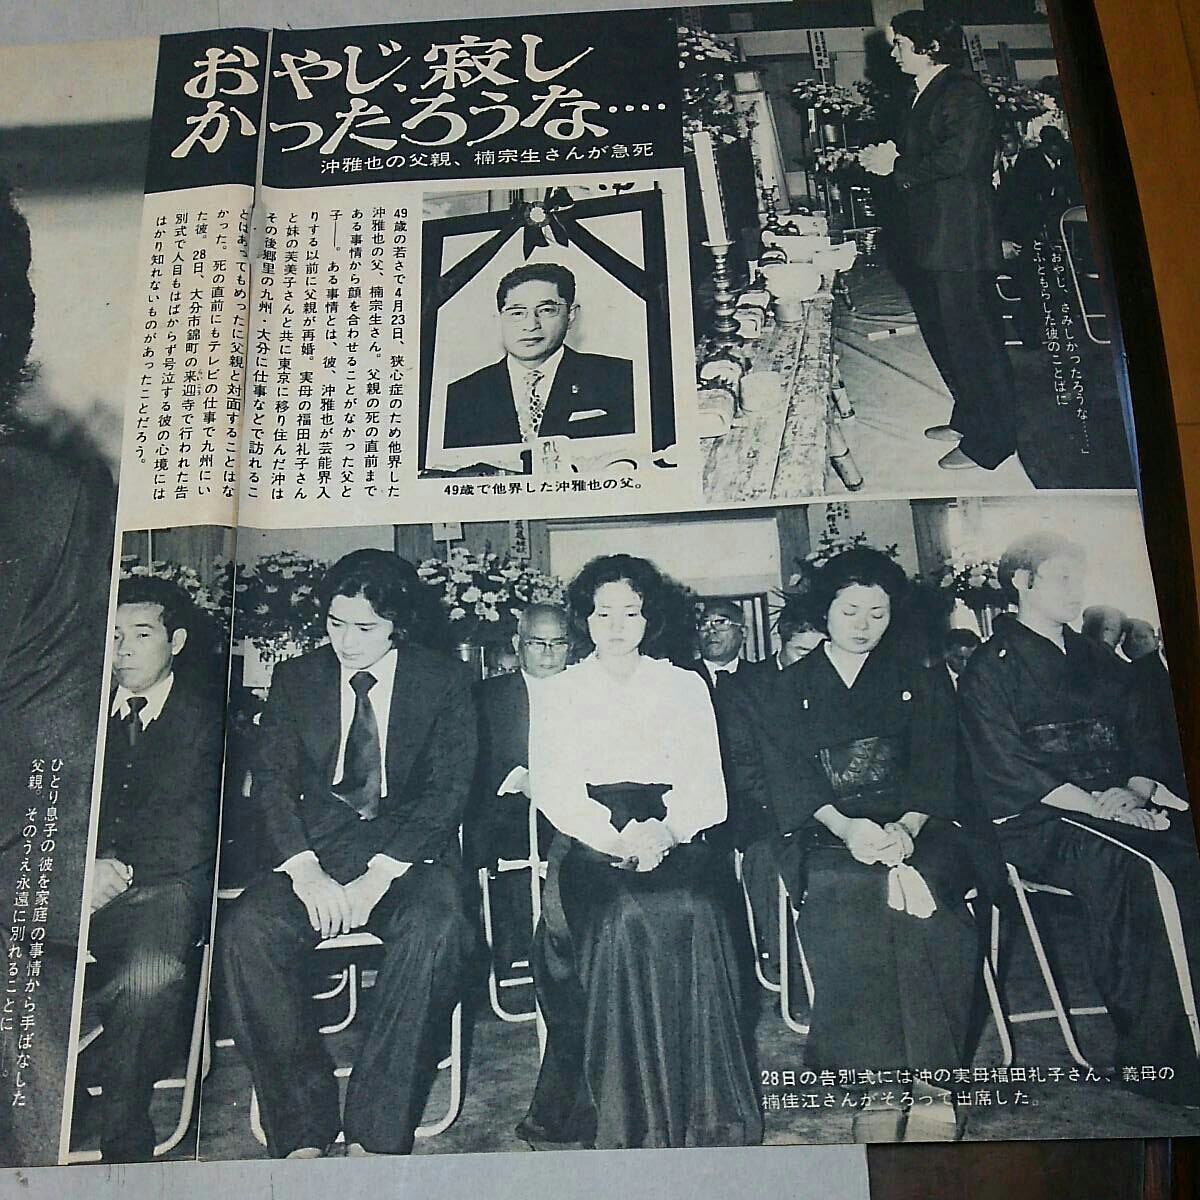 おやじ、寂し
かったろうな‥‥
沖雅也の父親、楠宗生さんが急死
49歳の若さで4月23日、狭心症のため他界した
沖雅也の父、楠宗生さん。父親の死の直前まで
ある事情から顔を合わせることがなかった父と
子──。ある事情とは、彼、沖雅也が芸能界入
りする以前に父親が再婚。実母の福田礼子さん
と妹の芙美子さんと共に東京に移り住んだ沖は
その後郷里の九州・大分に仕事などで訪れるこ
とはあってもめったに父親と対面することはな
かった。死の直前にもテレビの仕事で九州にい
た彼。28日、大分市錦町の来迎寺で行われた告
別式で人目もはばからず号泣する彼の心境には
はかり知れないものがあったことだろう。
49歳で他界した沖雅也の父。
「おやじ、さみしかったろうな……」
とふともらした彼のことばに
ひとり息子の彼を家庭の事情から手ばなした
父親。そのうえ永遠に別れることに──。
28日の告別式には沖の実母福田礼子さん、義母の
楠佳江さんがそろって出席した。